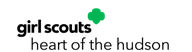 girl scouts
heart of the hudson